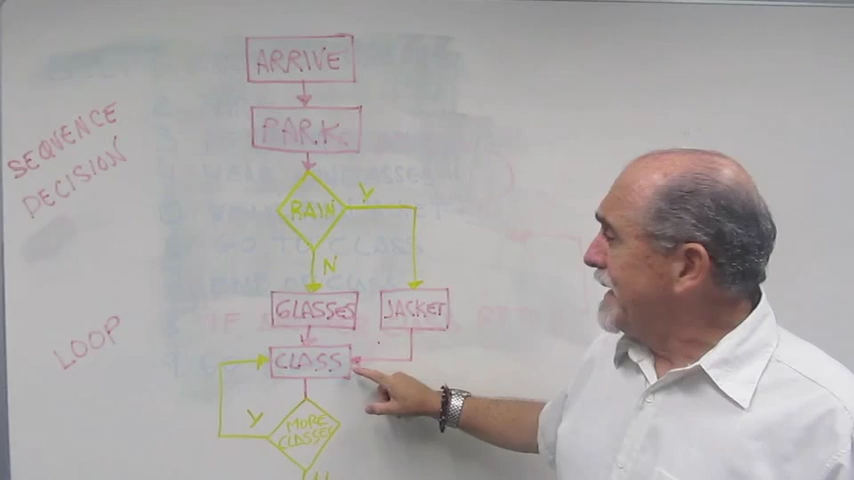 ARRIVE
PARK
SEQUENCE
DECISION
RAIN
Y
N
GLASSES
JACKET
LOOP
CLASS
Y
MORE
CLASSES